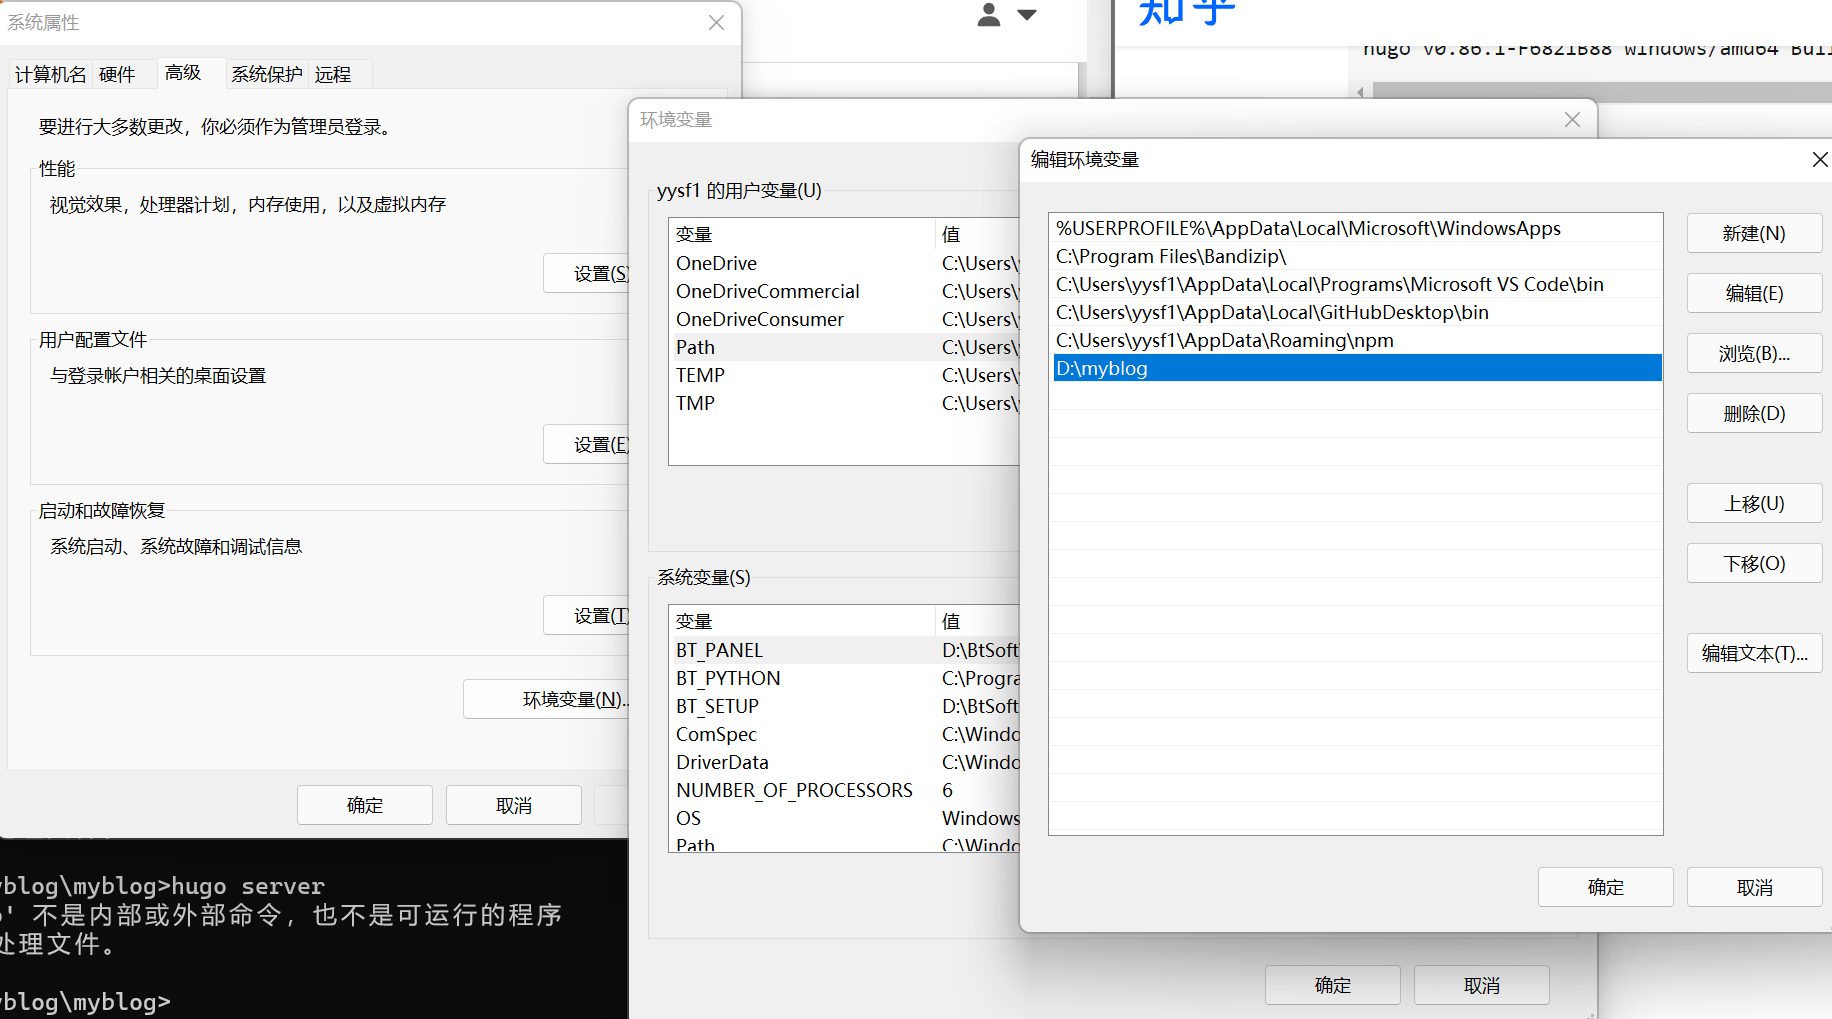 系统属性
计算机名
硬件
高级
系统保护
远程
要进行大多数更改，你必须作为管理员登录。
性能
视觉效果，处理器计划，内存使用，以及虚拟内存
设置(S)
用户配置文件
与登录帐户相关的桌面设置
设置(E)
启动和故障恢复
系统启动、系统故障和调试信息
设置(T)
环境变量(N)..
确定
取消
yblog\myblog>hugo server
' 不是内部或外部命令，也不是可运行的程序
处理文件。
yblog\myblog>
知乎
hugo v0.86.1-F6821B88 windows/amd64 Bui
环境变量
yysf1 的用户变量(U)
变量 值
OneDrive C:\Users\
OneDriveCommercial C:\Users\
OneDriveConsumer C:\Users\
Path C:\Users\
TEMP C:\Users\
TMP C:\Users\
系统变量(S)
变量 值
BT_PANEL D:\BtSoft
BT_PYTHON C:\Progra
BT_SETUP D:\BtSoft
ComSpec C:\Windo
DriverData C:\Windo
NUMBER_OF_PROCESSORS 6
OS Windows
Path C:\Windo
确定
取消
编辑环境变量
%USERPROFILE%\AppData\Local\Microsoft\WindowsApps
C:\Program Files\Bandizip\
C:\Users\yysf1\AppData\Local\Programs\Microsoft VS Code\bin
C:\Users\yysf1\AppData\Local\GitHubDesktop\bin
C:\Users\yysf1\AppData\Roaming\npm
D:\myblog
新建(N)
编辑(E)
浏览(B)...
删除(D)
上移(U)
下移(O)
编辑文本(T)...
确定
取消